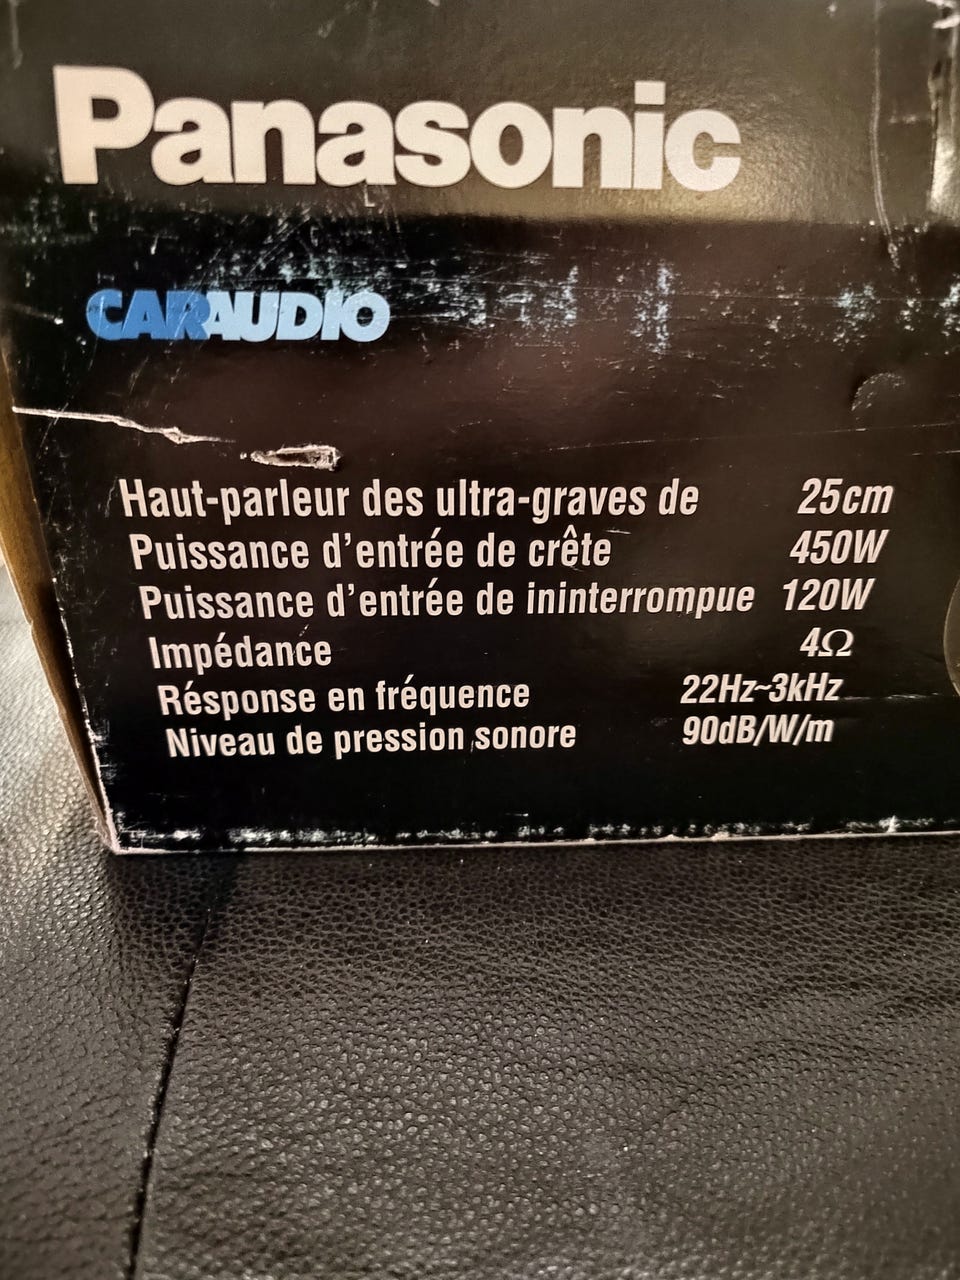 Panasonic
CARAUDIO
Haut-parleur des ultra-graves de 25cm
Puissance d'entrée de crête 450W
Puissance d'entrée de ininterrompue 120W
Impédance 4Ω
Résponse en fréquence 22Hz~3kHz
Niveau de pression sonore 90dB/W/m